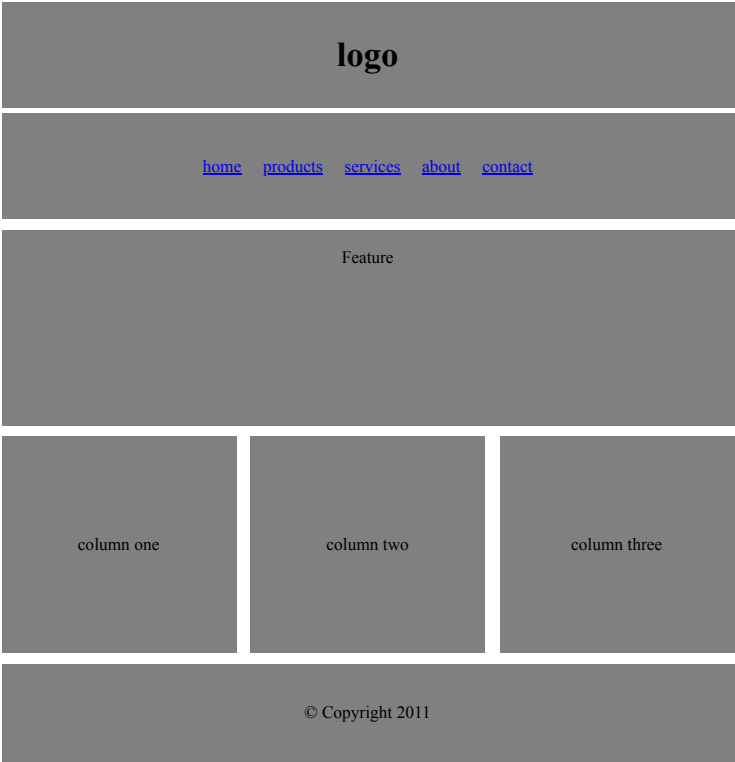 logo
home products services about contact
Feature
column one column two column three
© Copyright 2011